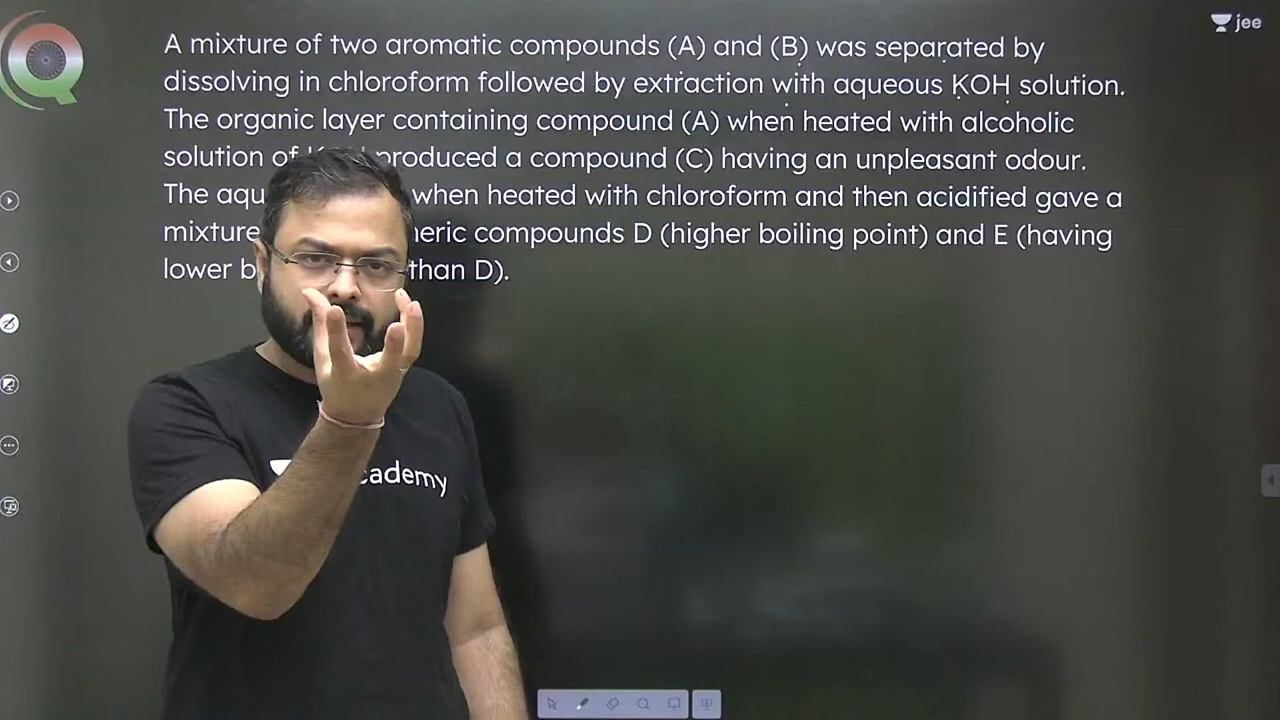 A mixture of two aromatic compounds (A) and (B) was separated by
dissolving in chloroform followed by extraction with aqueous KOH solution.
The organic layer containing compound (A) when heated with alcoholic
solution of produced a compound (C) having an unpleasant odour.
The when heated with chloroform and then acidified gave a
mixture compounds D (higher boiling point) and E (having
lower than D).
jee
cademy